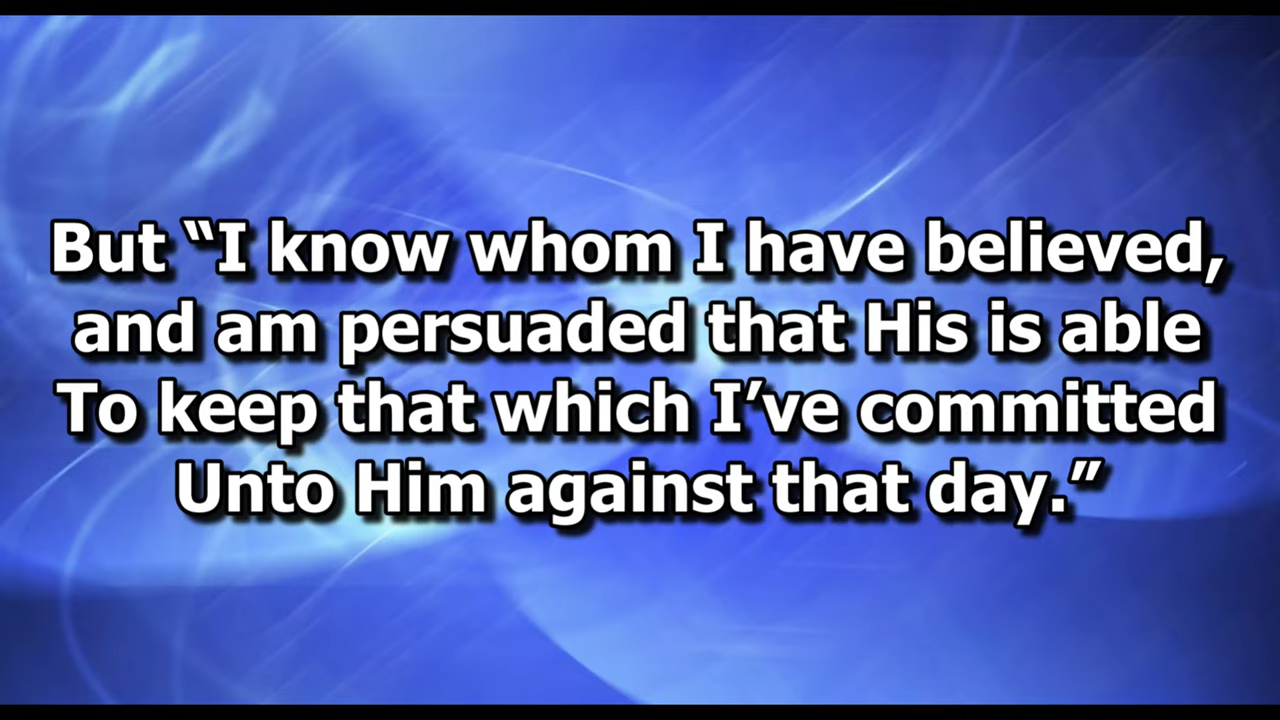 But “I know whom I have believed,
and am persuaded that His is able
To keep that which I’ve committed
Unto Him against that day.”